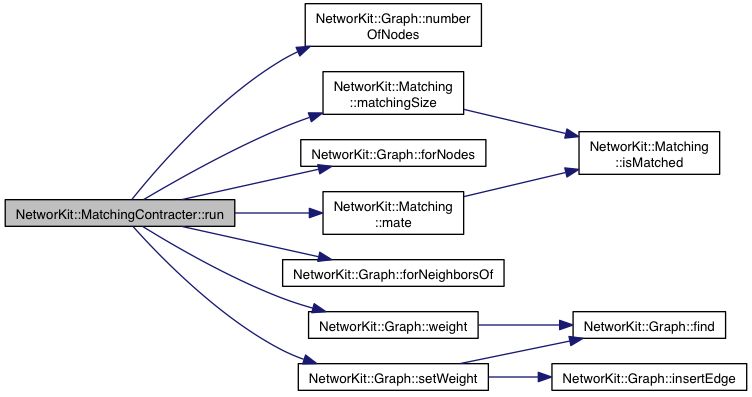 NetworKit::Graph::number
OfNodes
NetworKit::Matching
::matchingSize
NetworKit::Matching
::isMatched
NetworKit::Graph::forNodes
NetworKit::MatchingContracter::run
NetworKit::Matching
::mate
NetworKit::Graph::forNeighborsOf
NetworKit::Graph::weight
NetworKit::Graph::find
NetworKit::Graph::setWeight
NetworKit::Graph::insertEdge